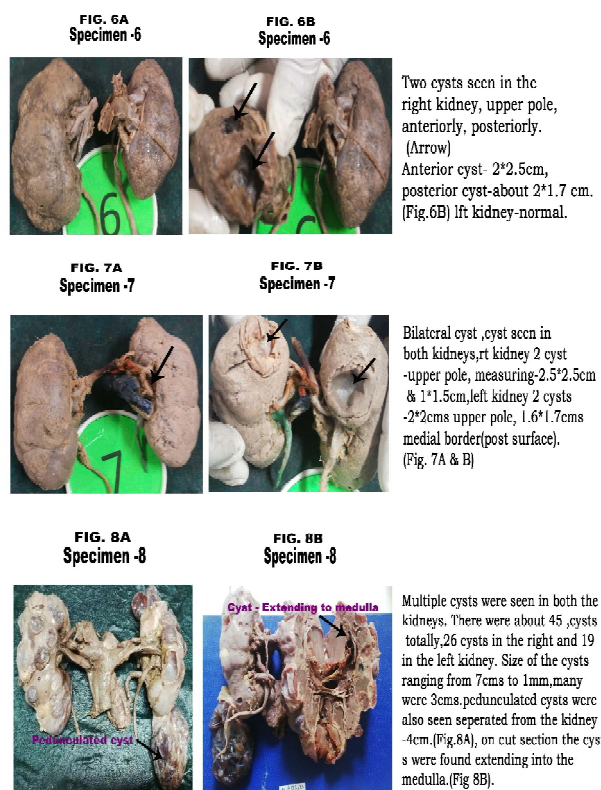 FIG. 6A
Specimen -6
FIG. 6B
Specimen -6
6
Two cysts seen in the
right kidney, upper pole,
anteriorly, posteriorly.
(Arrow)
Anterior cyst- 2*2.5cm,
posterior cyst-about 2*1.7 cm.
(Fig.6B) lft kidney-normal.
FIG. 7A
Specimen -7
FIG. 7B
Specimen -7
7
Bilateral cyst ,cyst seen in
both kidneys,rt kidney 2 cyst
-upper pole, measuring-2.5*2.5cm
& 1*1.5cm,left kidney 2 cysts
-2*2cms upper pole, 1.6*1.7cms
medial border(post surface).
(Fig. 7A & B)
FIG. 8A
Specimen -8
FIG. 8B
Specimen -8
Pedunculated cyst
Cyst - Extending to medulla
Multiple cysts were seen in both the
kidneys. There were about 45 ,cysts
totally,26 cysts in the right and 19
in the left kidney. Size of the cysts
ranging from 7cms to 1mm,many
were 3cms.pedunculated cysts were
also seen seperated from the kidney
-4cm.(Fig.8A), on cut section the cys
s were found extending into the
medulla.(Fig 8B).